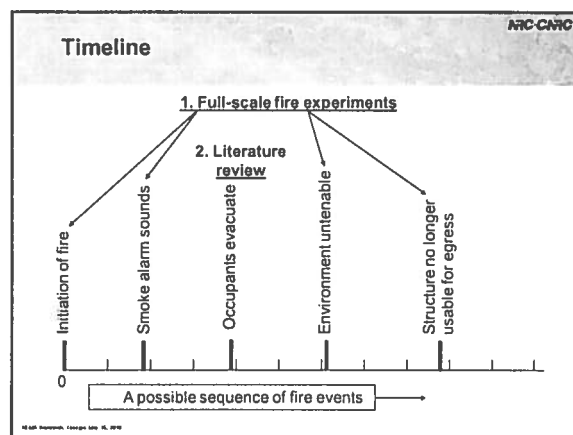 NRC-CNRC
Timeline
1. Full-scale fire experiments
2. Literature
review
Initiation of fire
Smoke alarm sounds
Occupants evacuate
Environment untenable
Structure no longer
usable for egress
0
A possible sequence of fire events